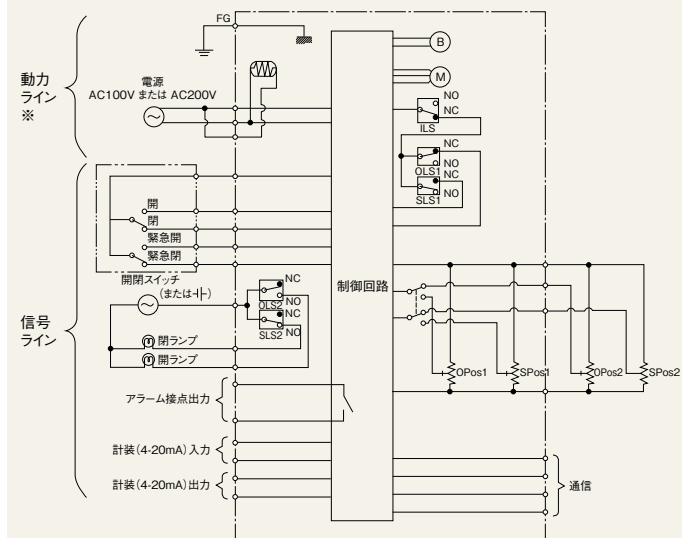 FG
動力
ライン
※
電源
AC100V または AC200V
B
M
NO
NC
ILS
NC
NO
OLS1
NC
NO
SLS1
開
閉
緊急開
緊急閉
開閉スイッチ
(または⊣⊢)
制御回路
NC
NO
OLS2
NC
NO
SLS2
信号
ライン
閉ランプ
開ランプ
アラーム接点出力
計装(4-20mA)入力
計装(4-20mA)出力
OPos1
SPos1
OPos2
SPos2
通信